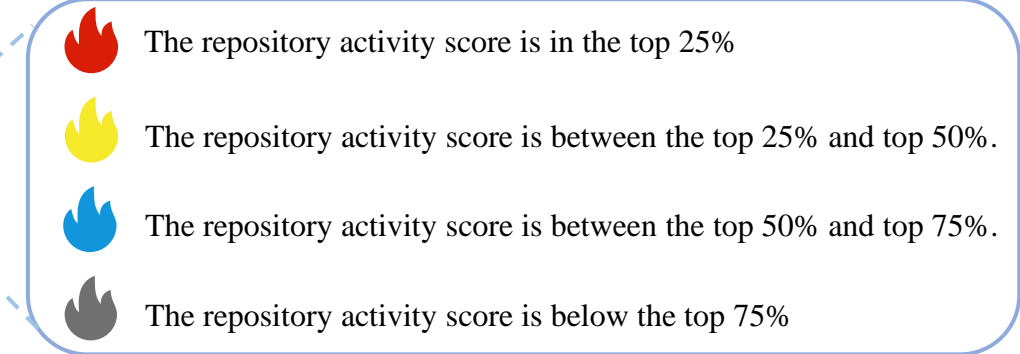 The repository activity score is in the top 25%
The repository activity score is between the top 25% and top 50%.
The repository activity score is between the top 50% and top 75%.
The repository activity score is below the top 75%